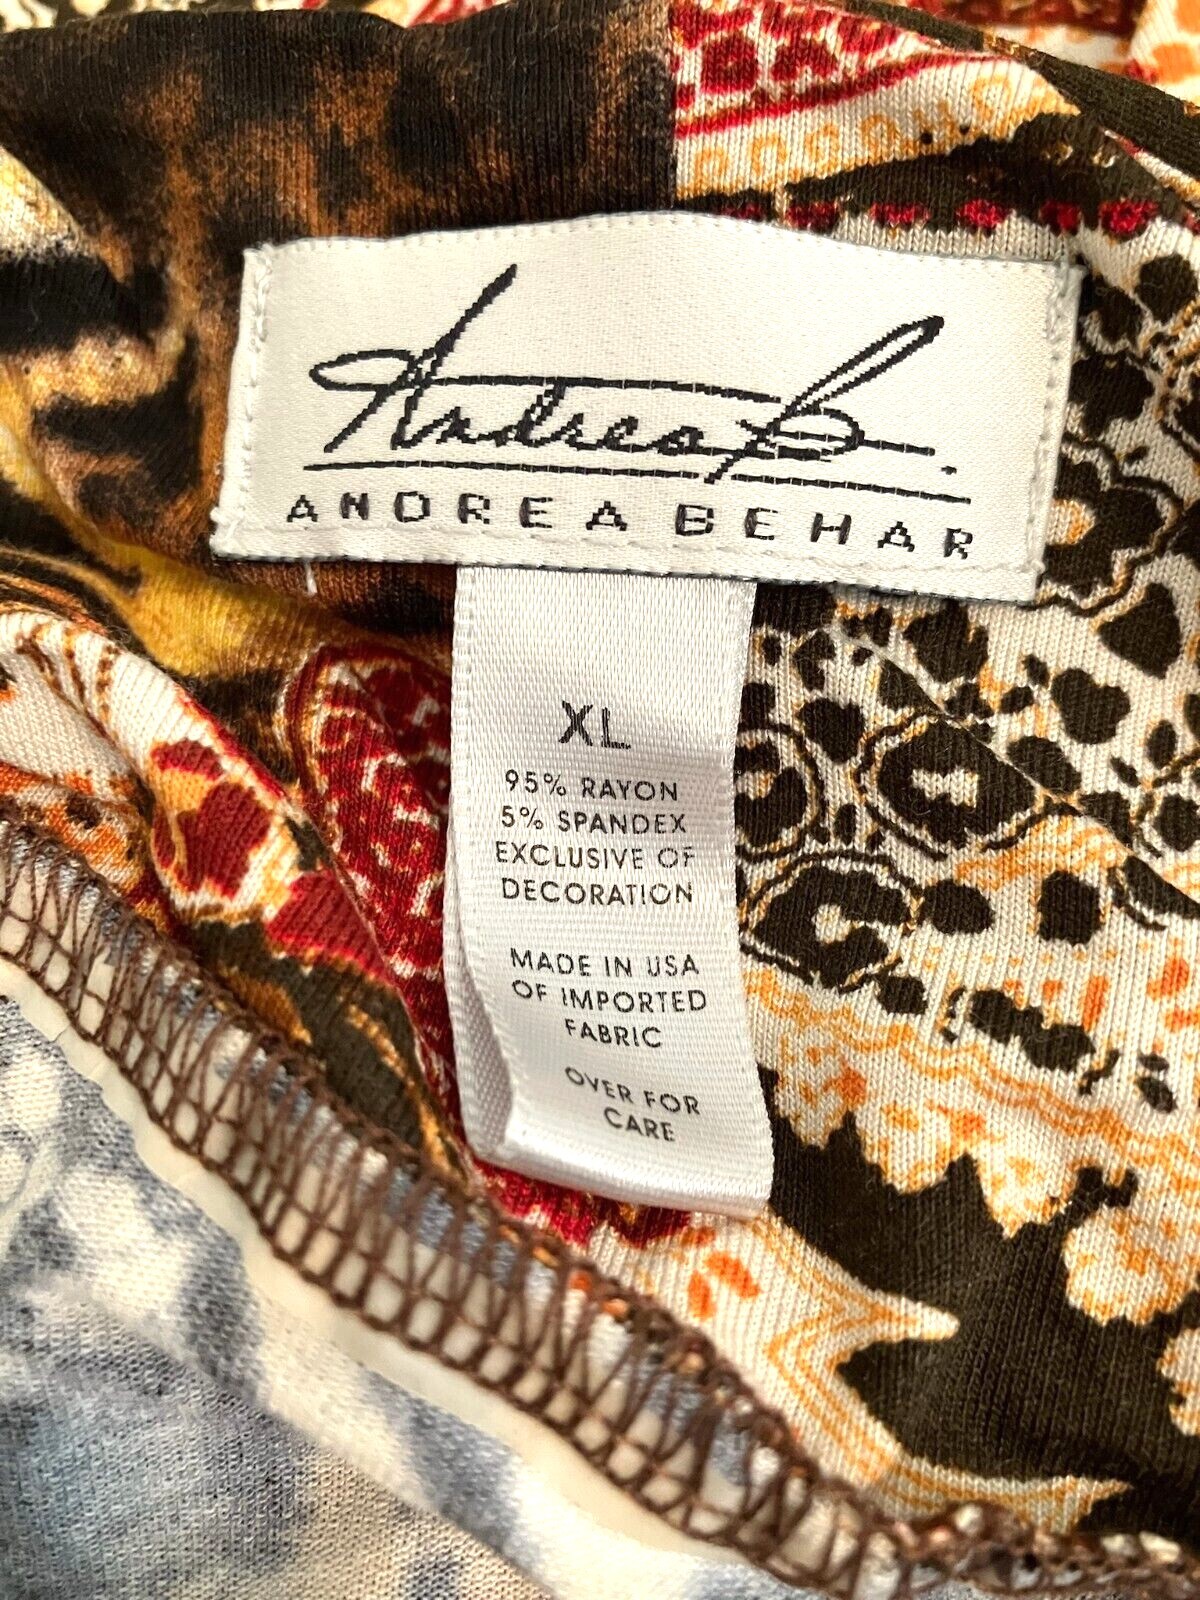 Andrea B.
ANDREA BEHAR
XL
95% RAYON
5% SPANDEX
EXCLUSIVE OF
DECORATION
MADE IN USA
OF IMPORTED
FABRIC
OVER FOR
CARE